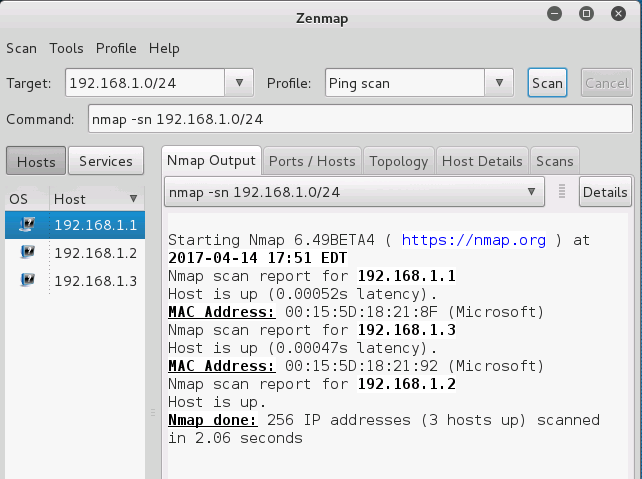 Zenmap
Scan Tools Profile Help
Target: 192.168.1.0/24 Profile: Ping scan Scan Cancel
Command: nmap -sn 192.168.1.0/24
Hosts Services
Nmap Output Ports / Hosts Topology Host Details Scans
OS Host
192.168.1.1
192.168.1.2
192.168.1.3
nmap -sn 192.168.1.0/24 Details
Starting Nmap 6.49BETA4 ( https://nmap.org ) at
2017-04-14 17:51 EDT
Nmap scan report for 192.168.1.1
Host is up (0.00052s latency).
MAC Address: 00:15:5D:18:21:8F (Microsoft)
Nmap scan report for 192.168.1.3
Host is up (0.00047s latency).
MAC Address: 00:15:5D:18:21:92 (Microsoft)
Nmap scan report for 192.168.1.2
Host is up.
Nmap done: 256 IP addresses (3 hosts up) scanned
in 2.06 seconds